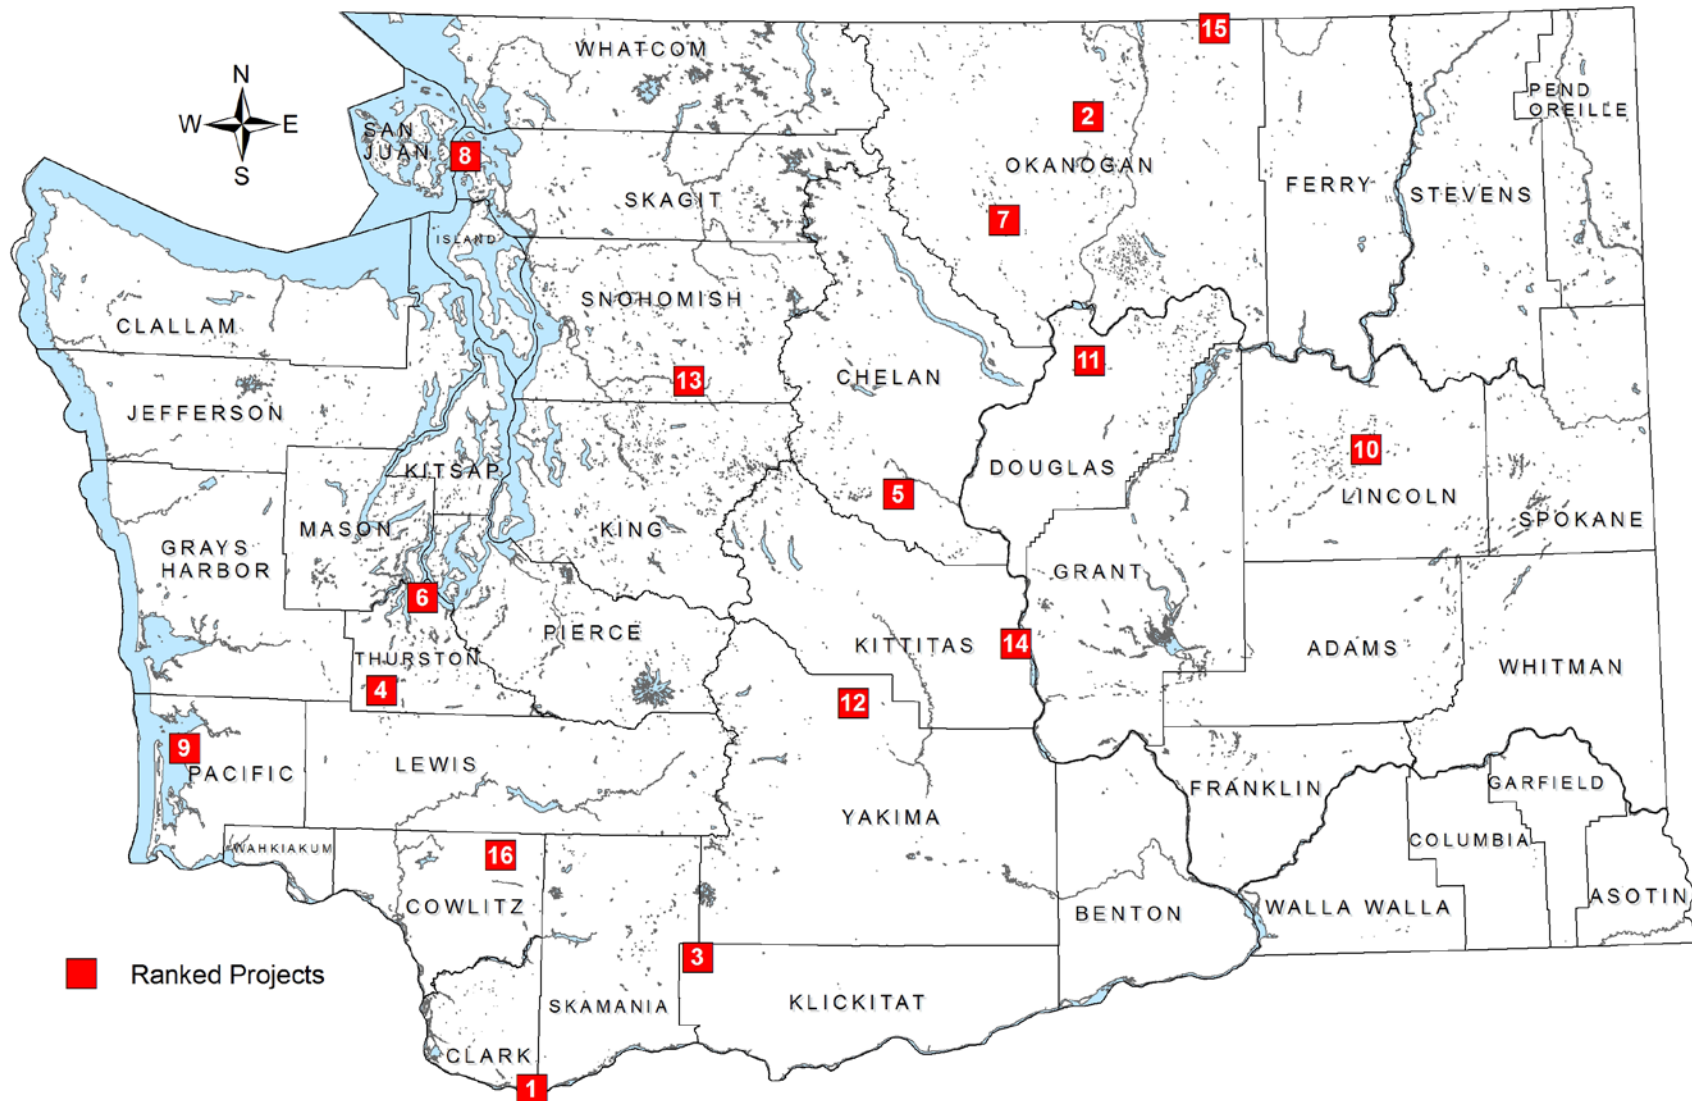 15
WHATCOM
N
W E
S
PEND
OREILLE
2
SAN
JUAN
8
OKANOGAN
FERRY
STEVENS
SKAGIT
7
ISLAND
SNOHOMISH
CLALLAM
11
13
CHELAN
JEFFERSON
10
KITSAP
DOUGLAS
5
LINCOLN
MASON
KING
SPOKANE
GRAYS
HARBOR
GRANT
6
PIERCE
KITTITAS
14
ADAMS
THURSTON
WHITMAN
4
12
9
PACIFIC
LEWIS
GARFIELD
FRANKLIN
YAKIMA
COLUMBIA
WAHKIAKUM
16
ASOTIN
COWLITZ
BENTON
WALLA WALLA
3
Ranked Projects
SKAMANIA
KLICKITAT
CLARK
1